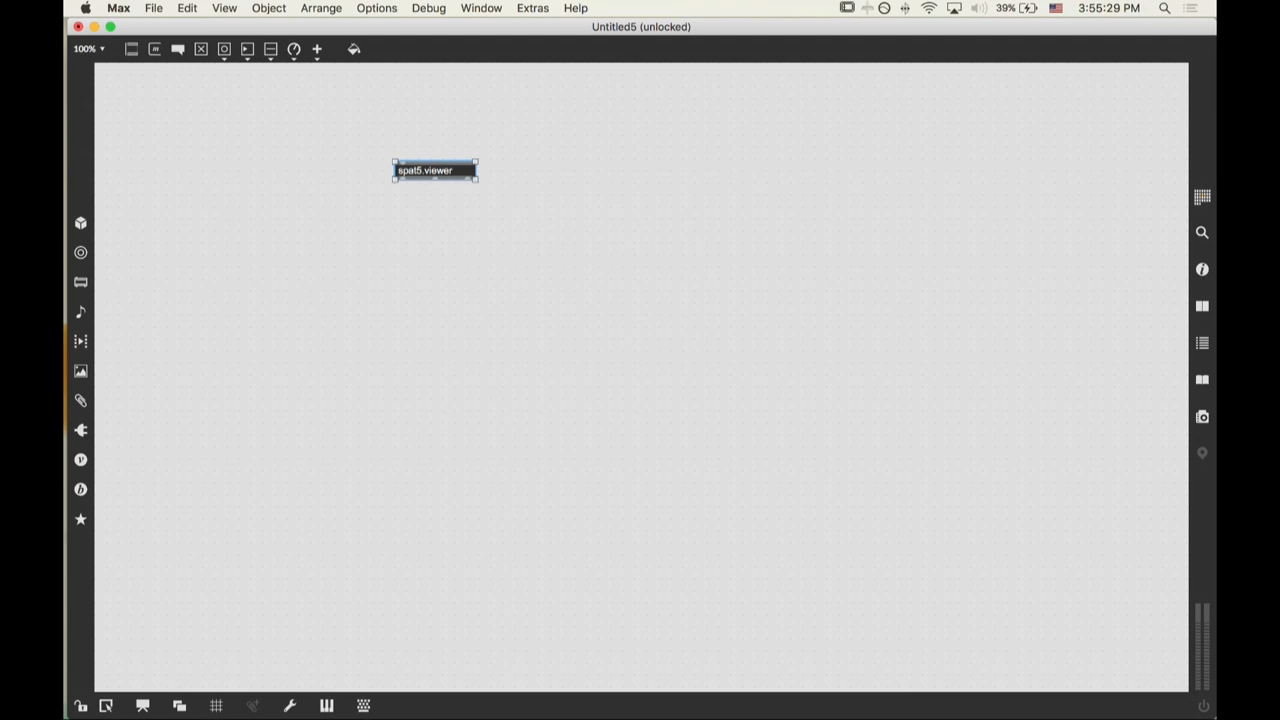 Max File Edit View Object Arrange Options Debug Window Extras Help 39% 3:55:29 PM
Untitled5 (unlocked)
100%
spat5.viewer